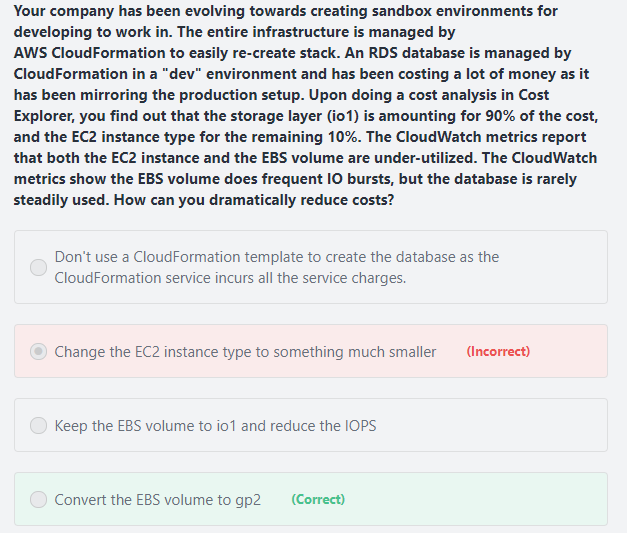 Your company has been evolving towards creating sandbox environments for
developing to work in. The entire infrastructure is managed by
AWS CloudFormation to easily re-create stack. An RDS database is managed by
CloudFormation in a "dev" environment and has been costing a lot of money as it
has been mirroring the production setup. Upon doing a cost analysis in Cost
Explorer, you find out that the storage layer (io1) is amounting for 90% of the cost,
and the EC2 instance type for the remaining 10%. The CloudWatch metrics report
that both the EC2 instance and the EBS volume are under-utilized. The CloudWatch
metrics show the EBS volume does frequent IO bursts, but the database is rarely
steadily used. How can you dramatically reduce costs?
Don't use a CloudFormation template to create the database as the
CloudFormation service incurs all the service charges.
Change the EC2 instance type to something much smaller (Incorrect)
Keep the EBS volume to io1 and reduce the IOPS
Convert the EBS volume to gp2 (Correct)